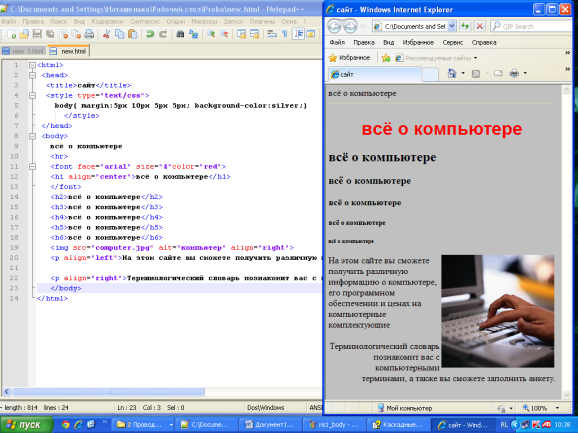 C:\Documents and Settings\Наташенька\Рабочий стол\Proba\new.html - Notepad++
Файл Правка Поиск Вид Кодировки Синтаксис Опции Макросы Запуск Плагины Окна ?
new 1.html new.html
1 <html>
2 <head>
3 <title>сайт</title>
4 <style type="text/css">
5 body{ margin:5px 10px 5px 5px; background-color:silver;}
6 </style>
7 </head>
8 <body>
9 всё о компьютере
10 <hr>
11 <font face="arial" size="4"color="red">
12 <h1 align="center">всё о компьютере</h1>
13 </font>
14 <h2>всё о компьютере</h2>
15 <h3>всё о компьютере</h3>
16 <h4>всё о компьютере</h4>
17 <h5>всё о компьютере</h5>
18 <h6>всё о компьютере</h6>
19 <img src="computer.jpg" alt="компьютер" align="right">
20 <p align="left">На этом сайте вы сможете получить различную
21
22 <p align="right">Терминологический словарь познакомит вас с
23 </body>
24 </html>
length : 814 lines : 24 Ln : 23 Col : 3 Sel : 0 Dos\Windows ANS
сайт - Windows Internet Explorer
C:\Documents and Set QIP Search
Файл Правка Вид Избранное Сервис Справка
Избранное Рекомендуемые сайты
сайт
всё о компьютере
всё о компьютере
всё о компьютере
всё о компьютере
всё о компьютере
всё о компьютере
всё о компьютере
На этом сайте вы сможете
получить различную
информацию о компьютере,
его программном
обеспечении и ценах на
компьютерные
комплектующие
Терминологический словарь
познакомит вас с
компьютерными
терминами, а также вы сможете заполнить анкету.
Мой компьютер 100%
пуск 2 Провод... C:\Docume... Документ1... ris1_body - ... Каскадные... сайт - Wind... RL 10:38